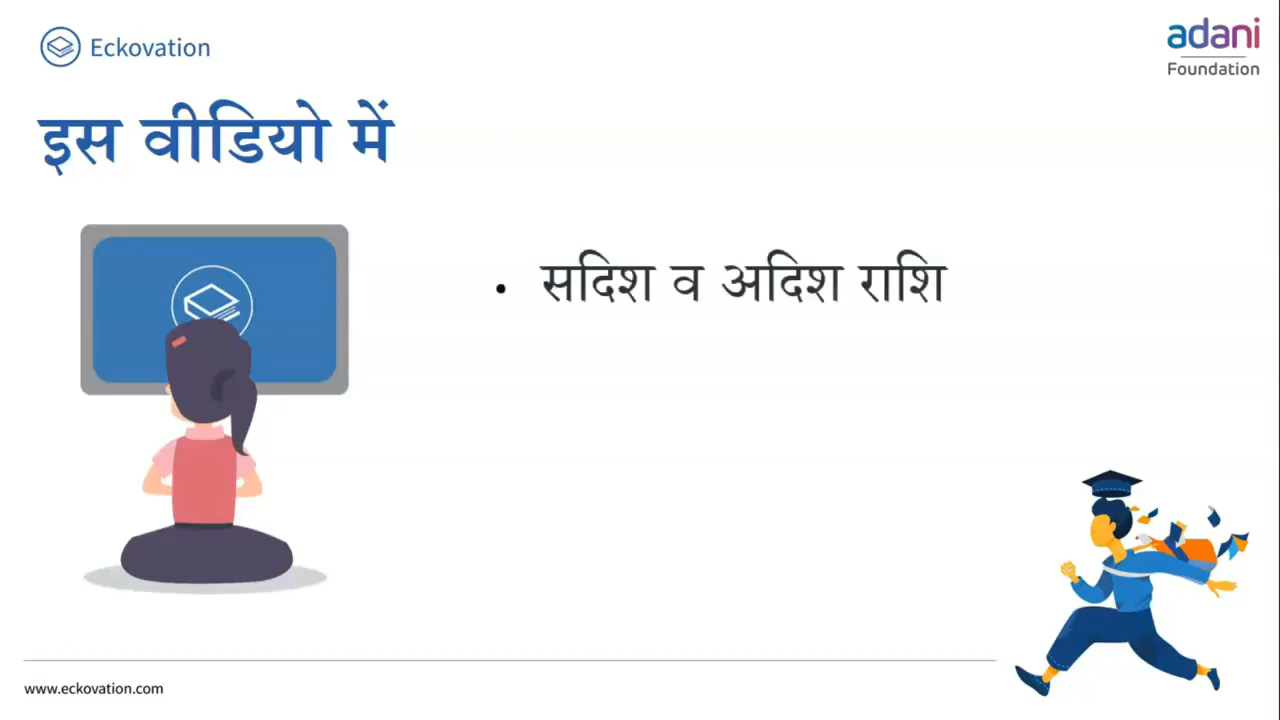 Eckovation
adani
Foundation
इस वीडियो में
• सदिश व अदिश राशि
www.eckovation.com